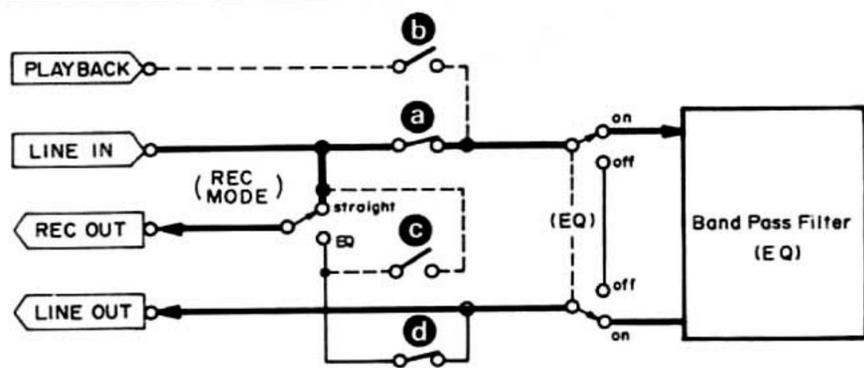 b
PLAYBACK
a
on
LINE IN
(REC MODE)
off
straight
REC OUT
EQ
c
(EQ)
Band Pass Filter
(EQ)
off
LINE OUT
d
on